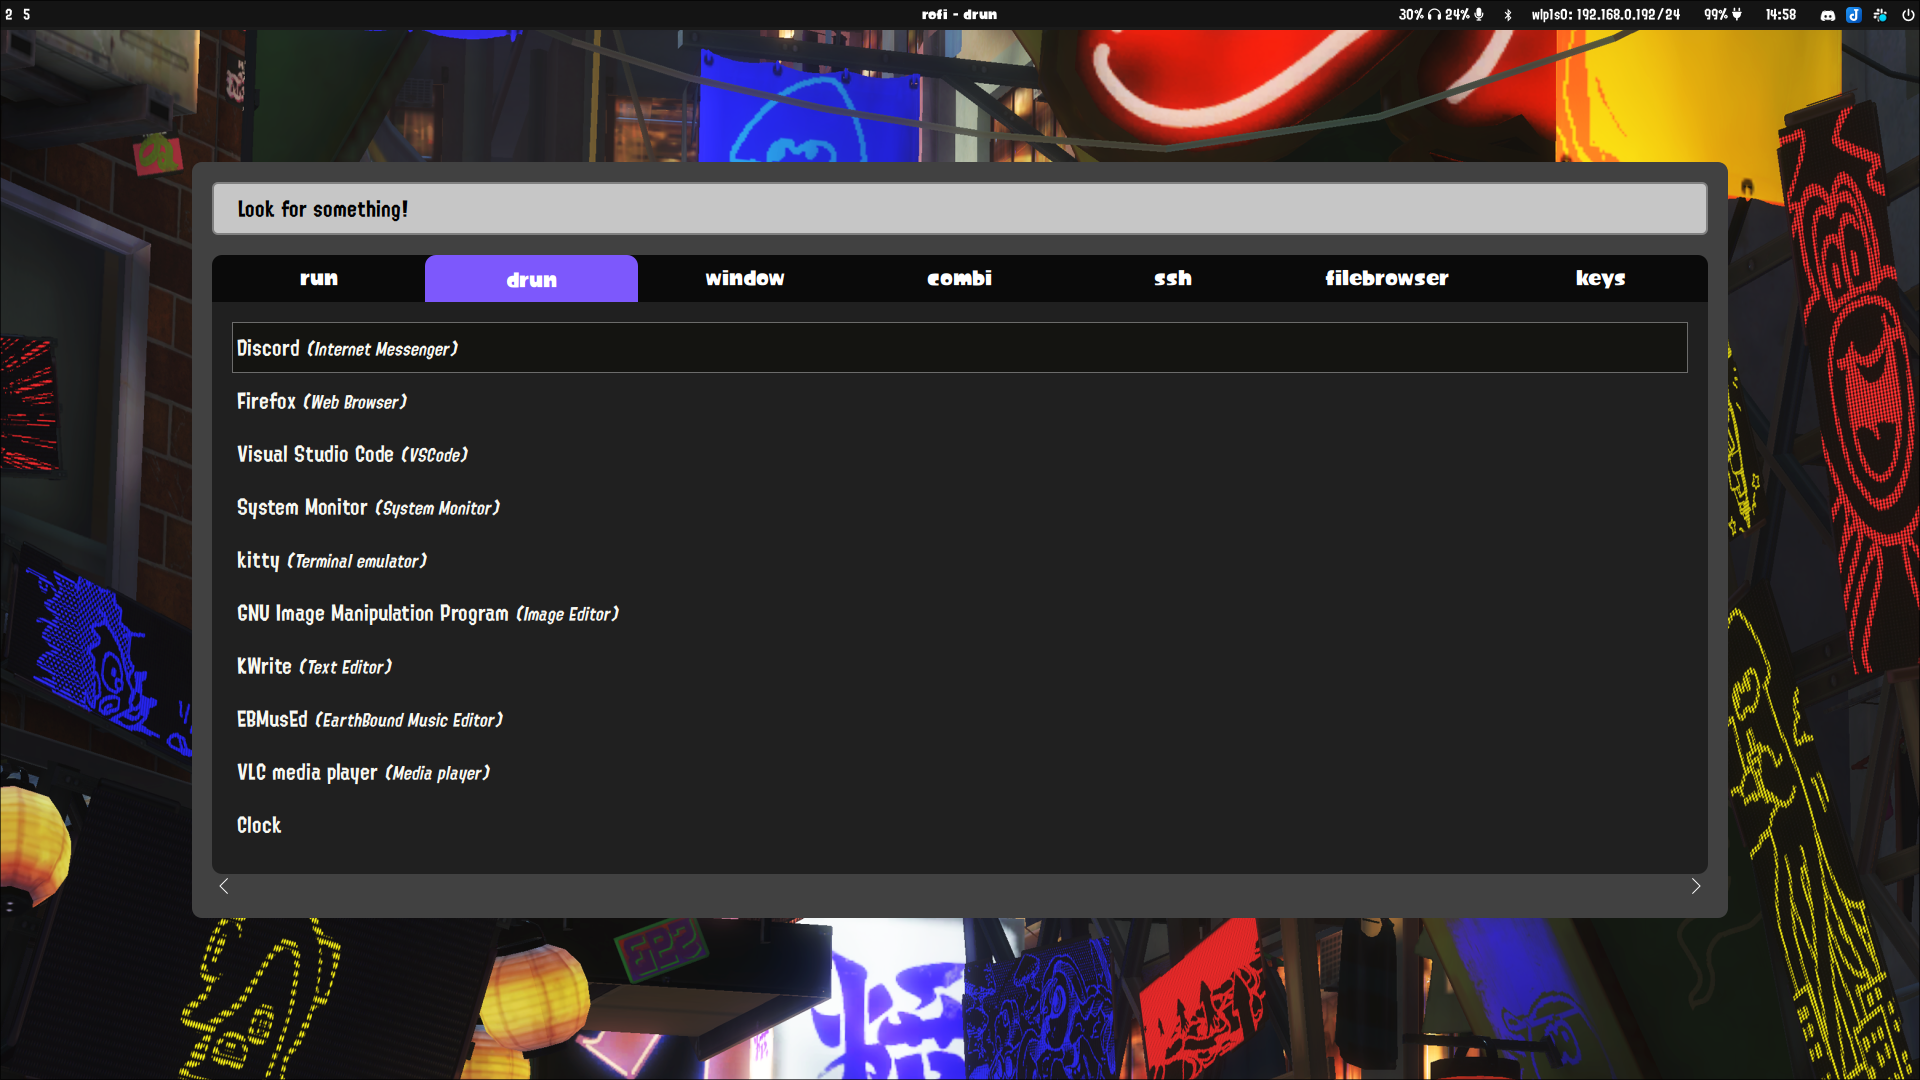 2 5
rofi - drun
30% 24% wlp1s0: 192.168.0.192/24 99% 14:58
Look for something!
run drun window combi ssh filebrowser keys
Discord (Internet Messenger)
Firefox (Web Browser)
Visual Studio Code (VSCode)
System Monitor (System Monitor)
kitty (Terminal emulator)
GNU Image Manipulation Program (Image Editor)
KWrite (Text Editor)
EBMusEd (EarthBound Music Editor)
VLC media player (Media player)
Clock